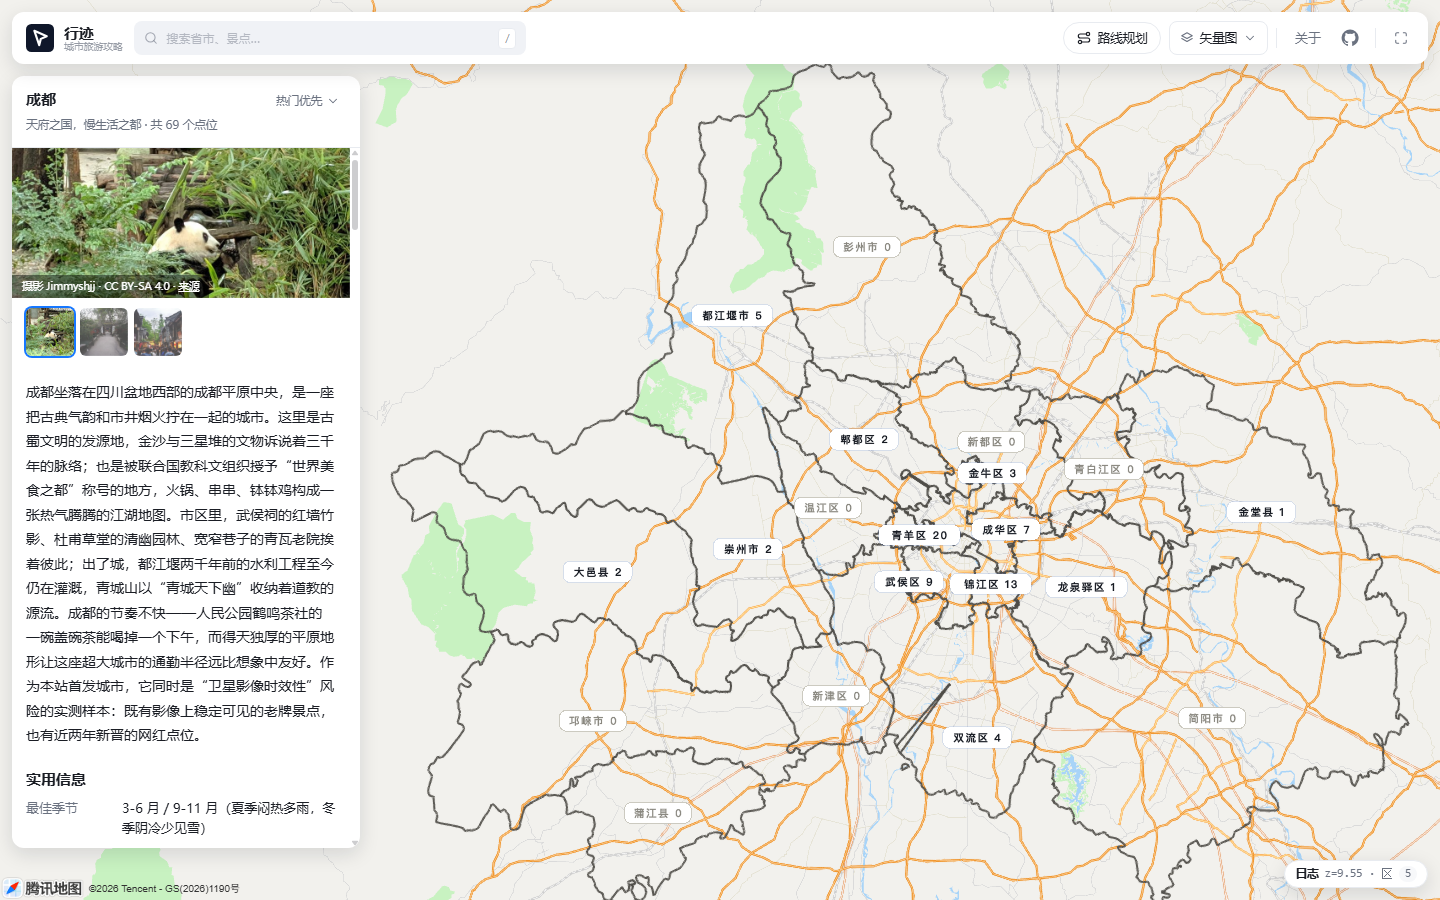 行迹
城市旅游攻略
搜索省市、景点...
/
路线规划
矢量图
关于
成都
热门优先
天府之国，慢生活之都 · 共 69 个点位
摄影 Jimmyshjj · CC BY-SA 4.0 · 来源
成都坐落在四川盆地西部的成都平原中央，是一座
把古典气韵和市井烟火拧在一起的城市。这里是古
蜀文明的发源地，金沙与三星堆的文物诉说着三千
年的脉络；也是被联合国教科文组织授予“世界美
食之都”称号的地方，火锅、串串、钵钵鸡构成一
张热气腾腾的江湖地图。市区里，武侯祠的红墙竹
影、杜甫草堂的清幽园林、宽窄巷子的青瓦老院挨
着彼此；出了城，都江堰两千年前的水利工程至今
仍在灌溉，青城山以“青城天下幽”收纳着道教的
源流。成都的节奏不快——人民公园鹤鸣茶社的
一碗盖碗茶能喝掉一个下午，而得天独厚的平原地
形让这座超大城市的通勤半径远比想象中友好。作
为本站首发城市，它同时是“卫星影像时效性”风
险的实测样本：既有影像上稳定可见的老牌景点，
也有近两年新晋的网红点位。
实用信息
最佳季节
3-6 月 / 9-11 月（夏季闷热多雨，冬
季阴冷少见雪）
彭州市 0
都江堰市 5
郫都区 2
新都区 0
金牛区 3
青白江区 0
温江区 0
金堂县 1
青羊区 20
成华区 7
崇州市 2
大邑县 2
武侯区 9
锦江区 13
龙泉驿区 1
新津区 0
邛崃市 0
简阳市 0
双流区 4
蒲江县 0
腾讯地图
©2026 Tencent - GS(2026)1190号
日志 z=9.55 · 5